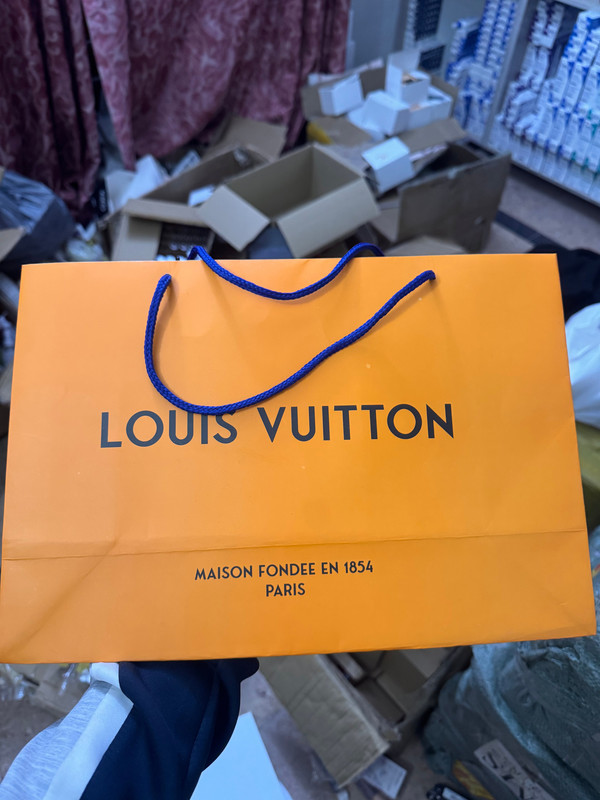 LOUIS VUITTON
MAISON FONDEE EN 1854
PARIS